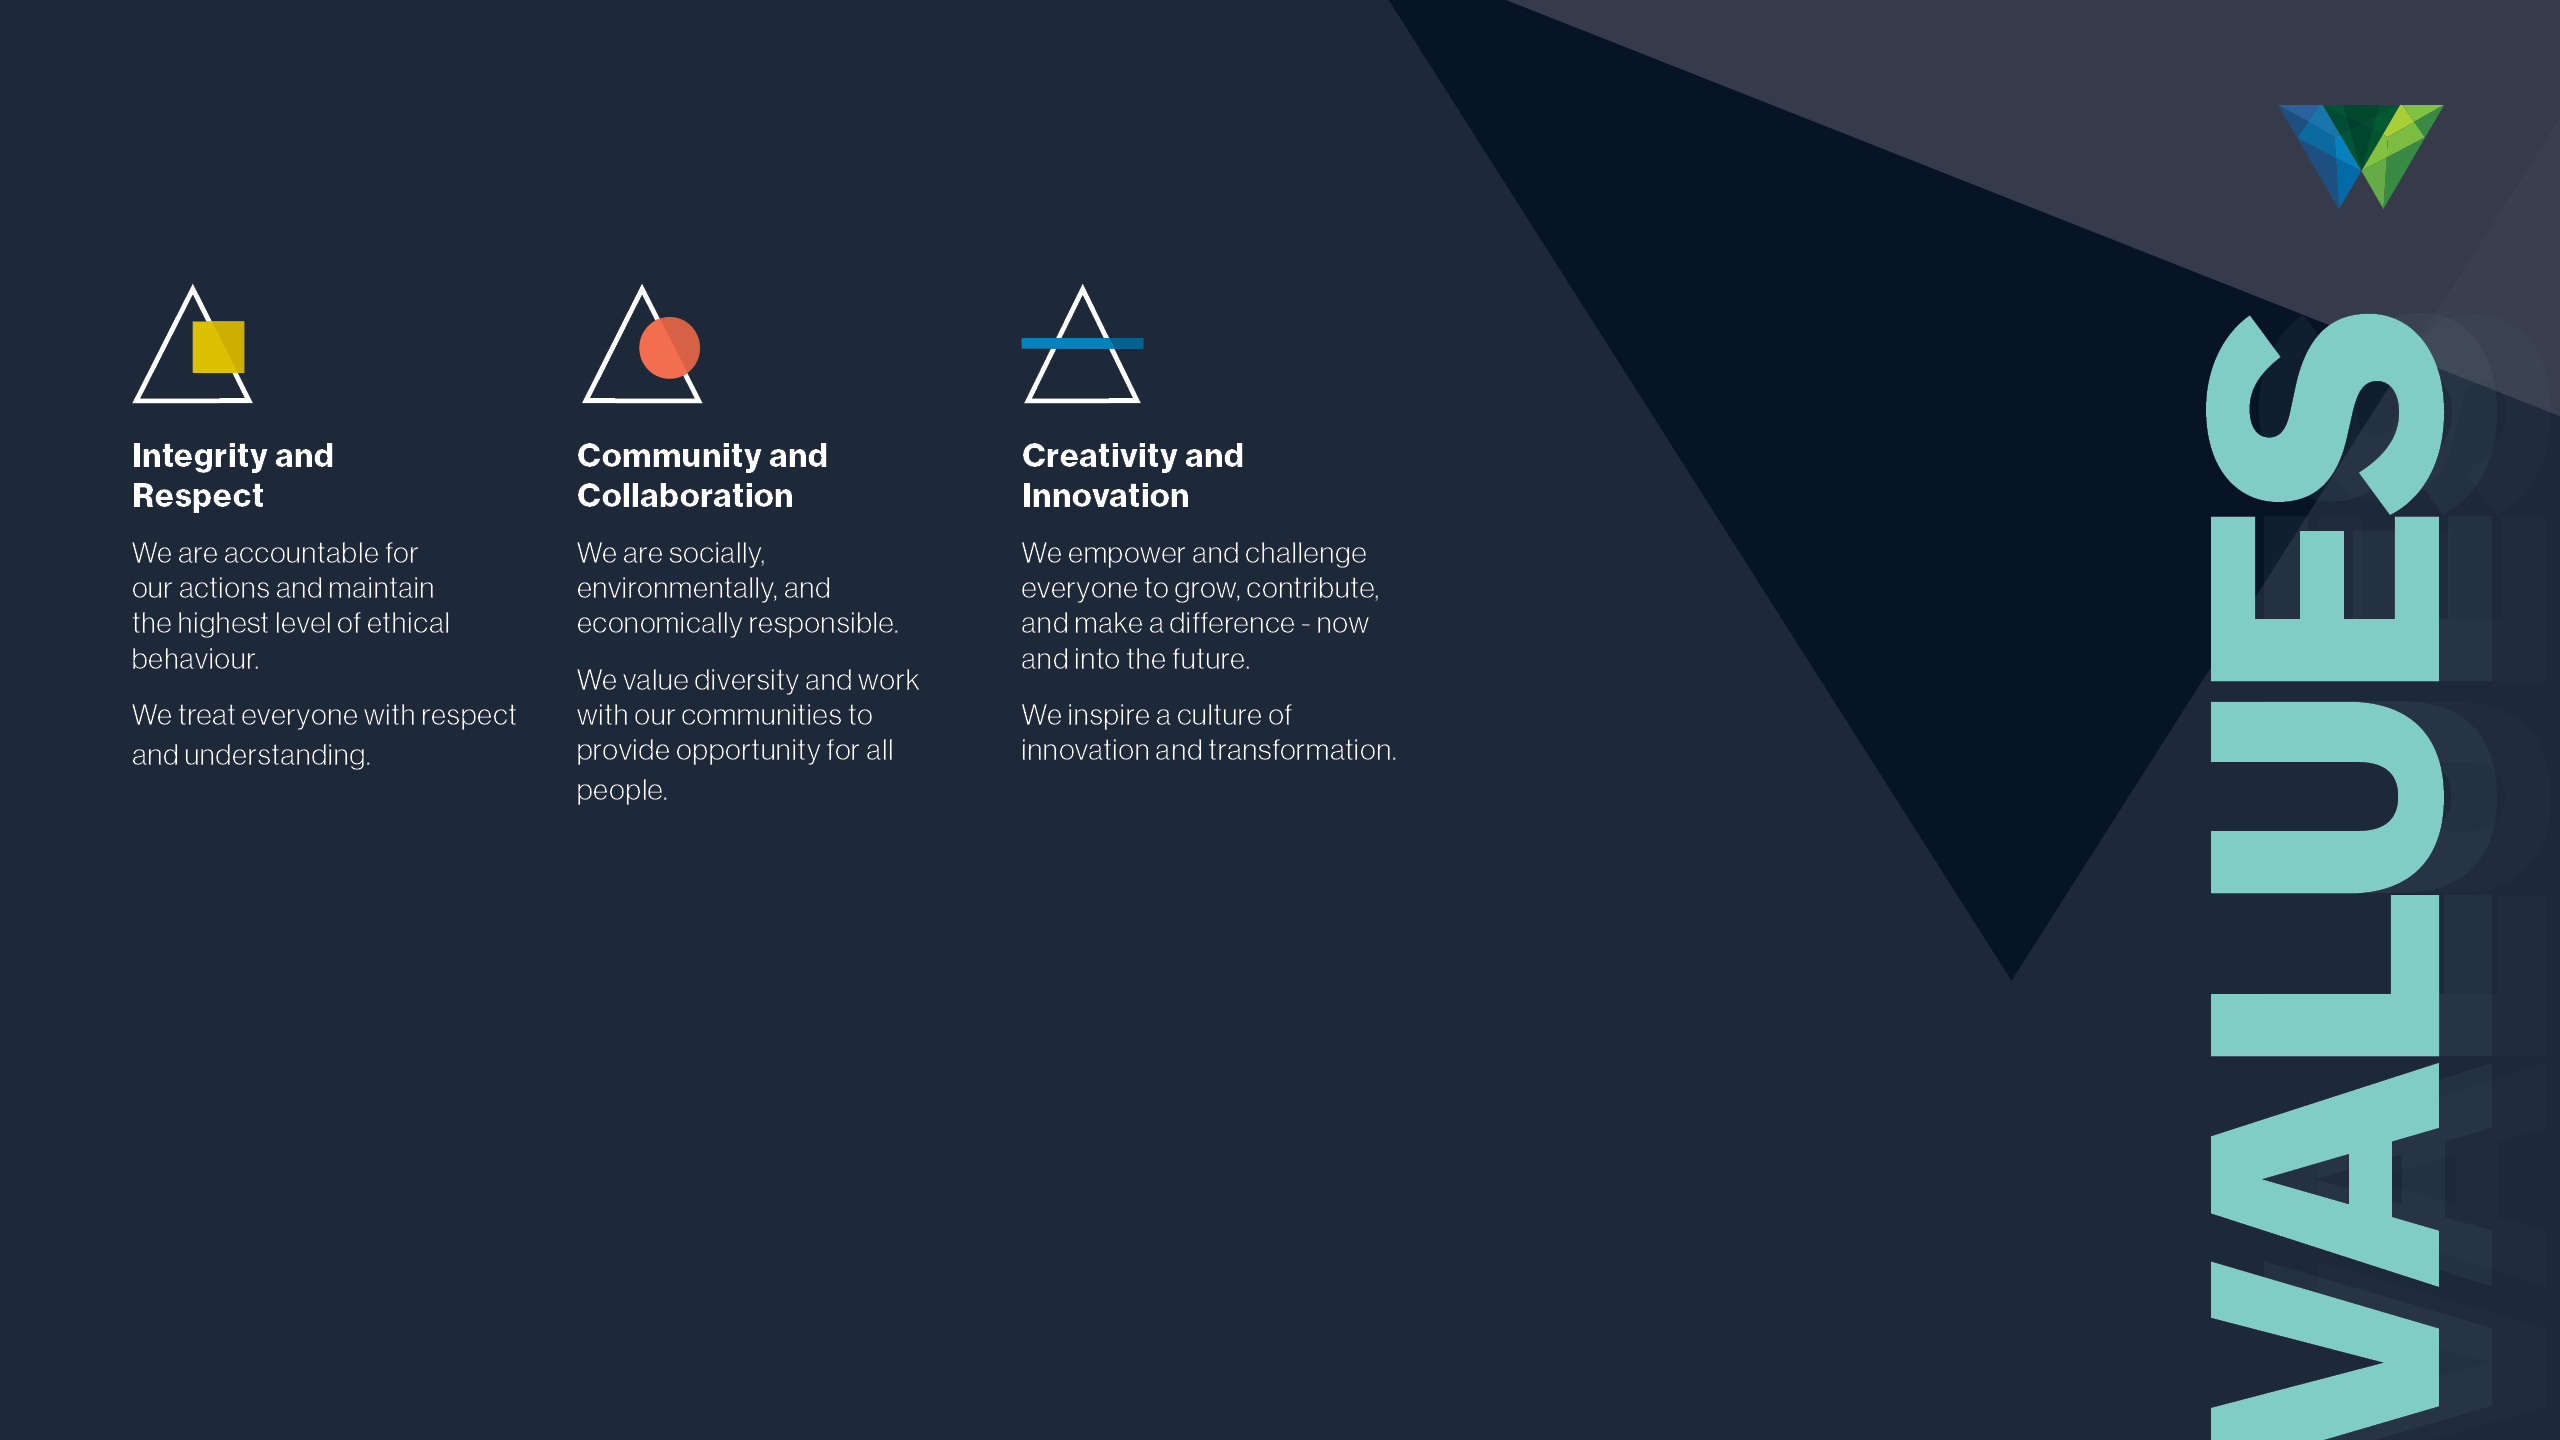 Integrity and
Respect
We are accountable for
our actions and maintain
the highest level of ethical
behaviour.
We treat everyone with respect
and understanding.
Community and
Collaboration
We are socially,
environmentally, and
economically responsible.
We value diversity and work
with our communities to
provide opportunity for all
people.
Creativity and
Innovation
We empower and challenge
everyone to grow, contribute,
and make a difference - now
and into the future.
We inspire a culture of
innovation and transformation.
VALUES